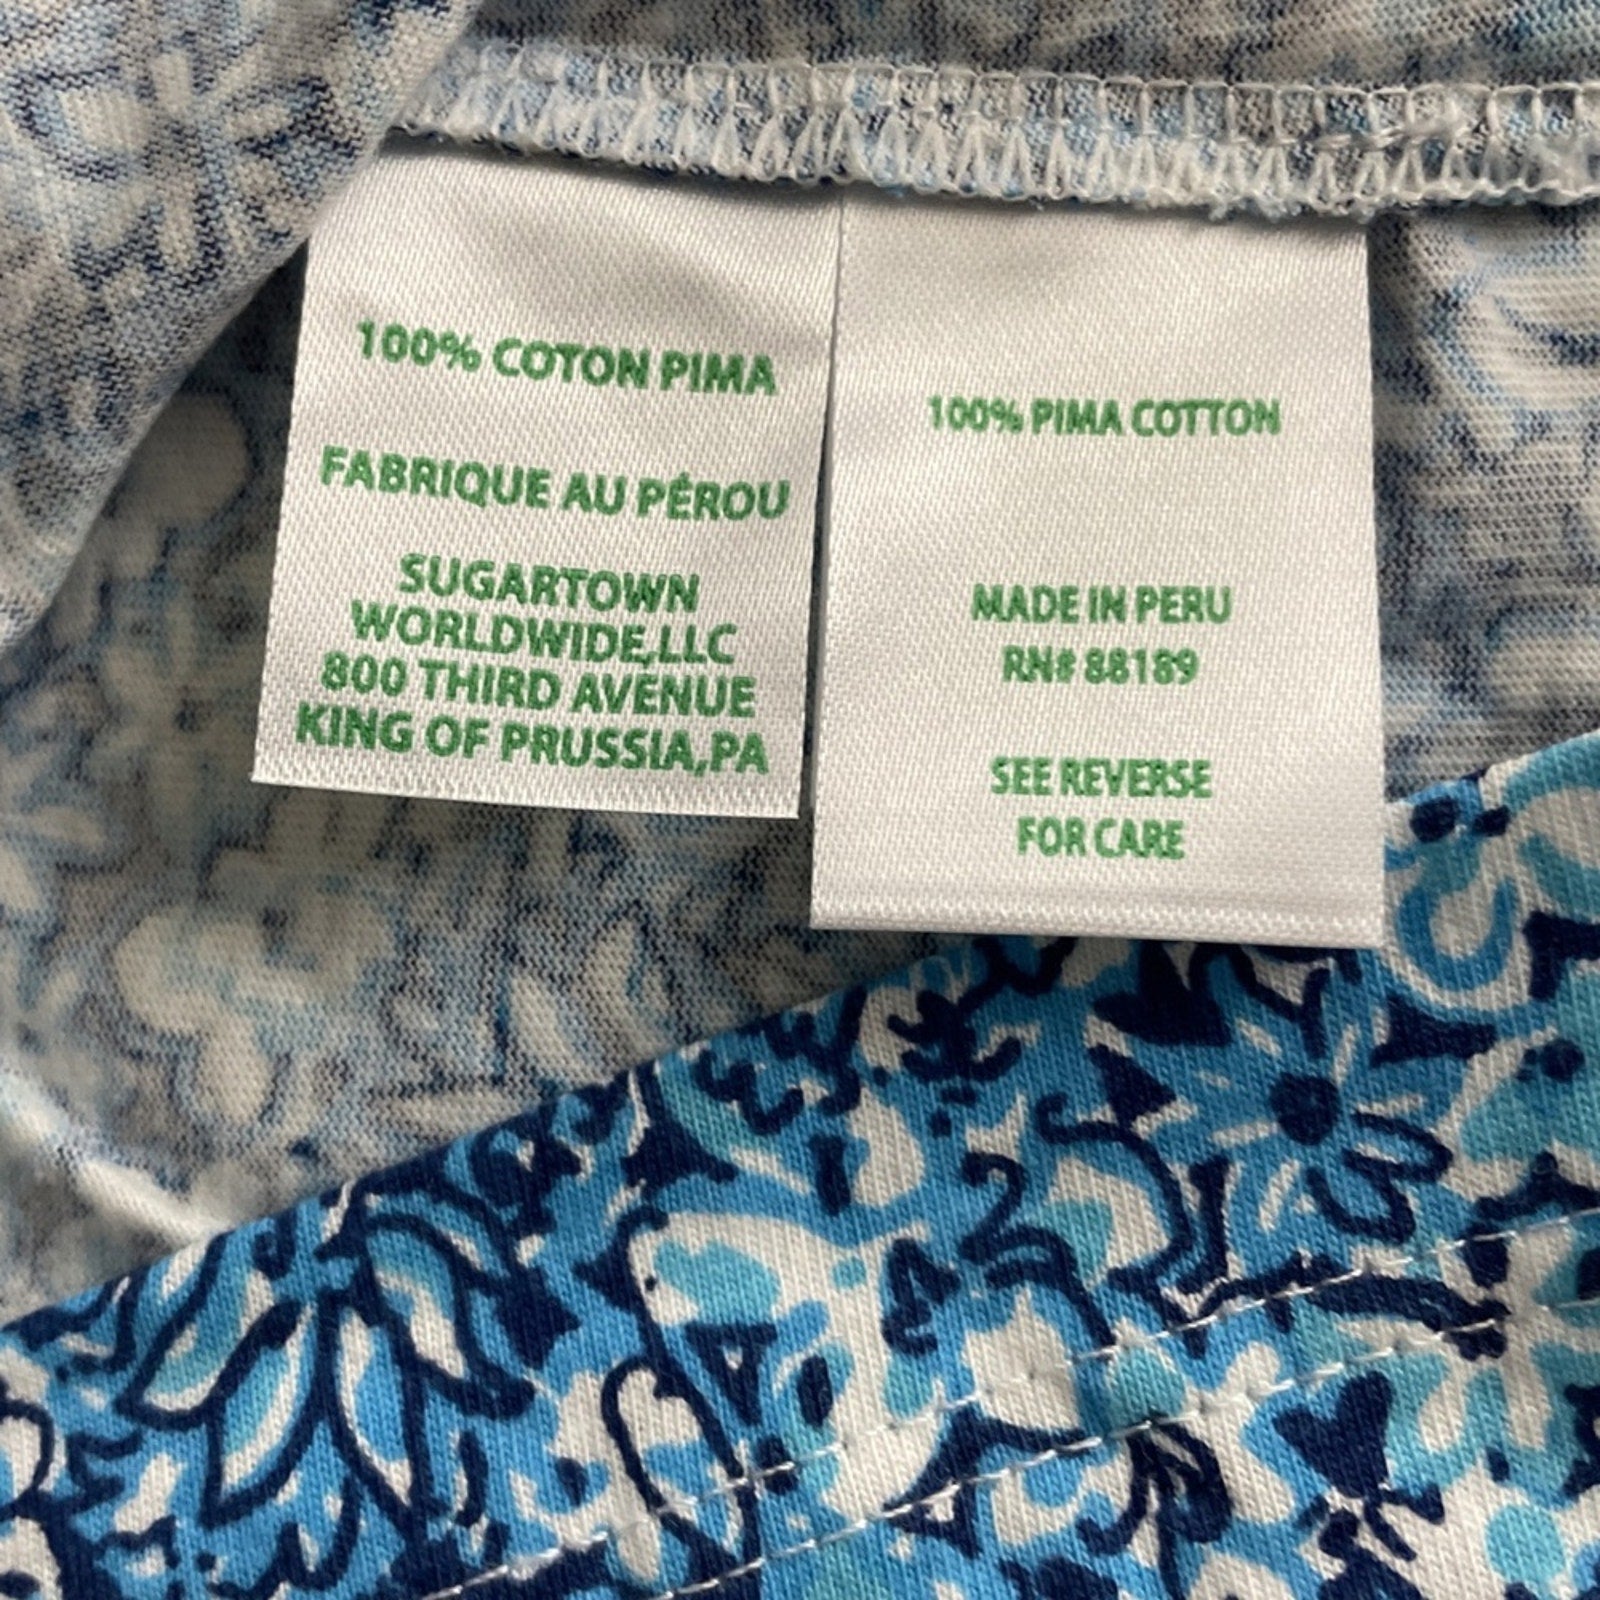 100% COTON PIMA
FABRIQUE AU PÉROU
SUGARTOWN
WORLDWIDE,LLC
800 THIRD AVENUE
KING OF PRUSSIA,PA
100% PIMA COTTON
MADE IN PERU
RN# 88189
SEE REVERSE
FOR CARE